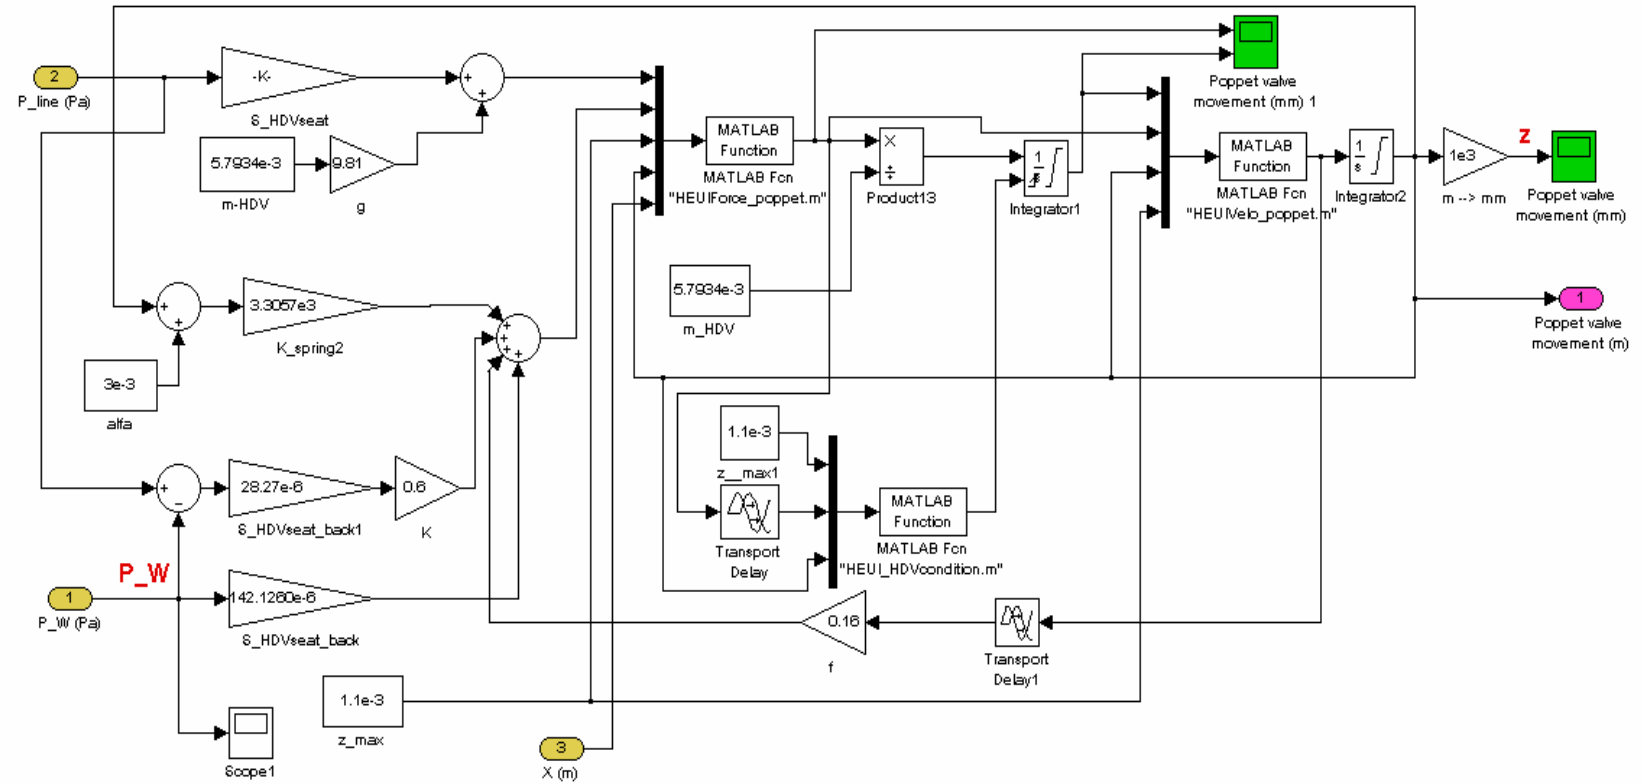 2
P_line (Pa)
-K-
S_HDVseat
+
+
5.7934e-3
m-HDV
9.81
g
MATLAB
Function
MATLAB Fcn
"HEUIForce_poppet.m"
X
÷
Product13
1
s
Integrator1
Poppet valve
movement (mm) 1
MATLAB
Function
MATLAB Fcn
"HEUIVelo_poppet.m"
1
s
Integrator2
1e3
m --> mm
z
Poppet valve
movement (mm)
5.7934e-3
m_HDV
1
Poppet valve
movement (m)
+
+
3.3057e3
K_spring2
3e-3
alfa
+
+
+
+
+
−
28.27e-6
S_HDVseat_back1
0.6
K
1.1e-3
z__max1
Transport
Delay
MATLAB
Function
MATLAB Fcn
"HEUI_HDVcondition.m"
P_W
1
P_W (Pa)
142.1260e-6
S_HDVseat_back
0.16
f
Transport
Delay1
1.1e-3
z_max
Scope1
3
X (m)